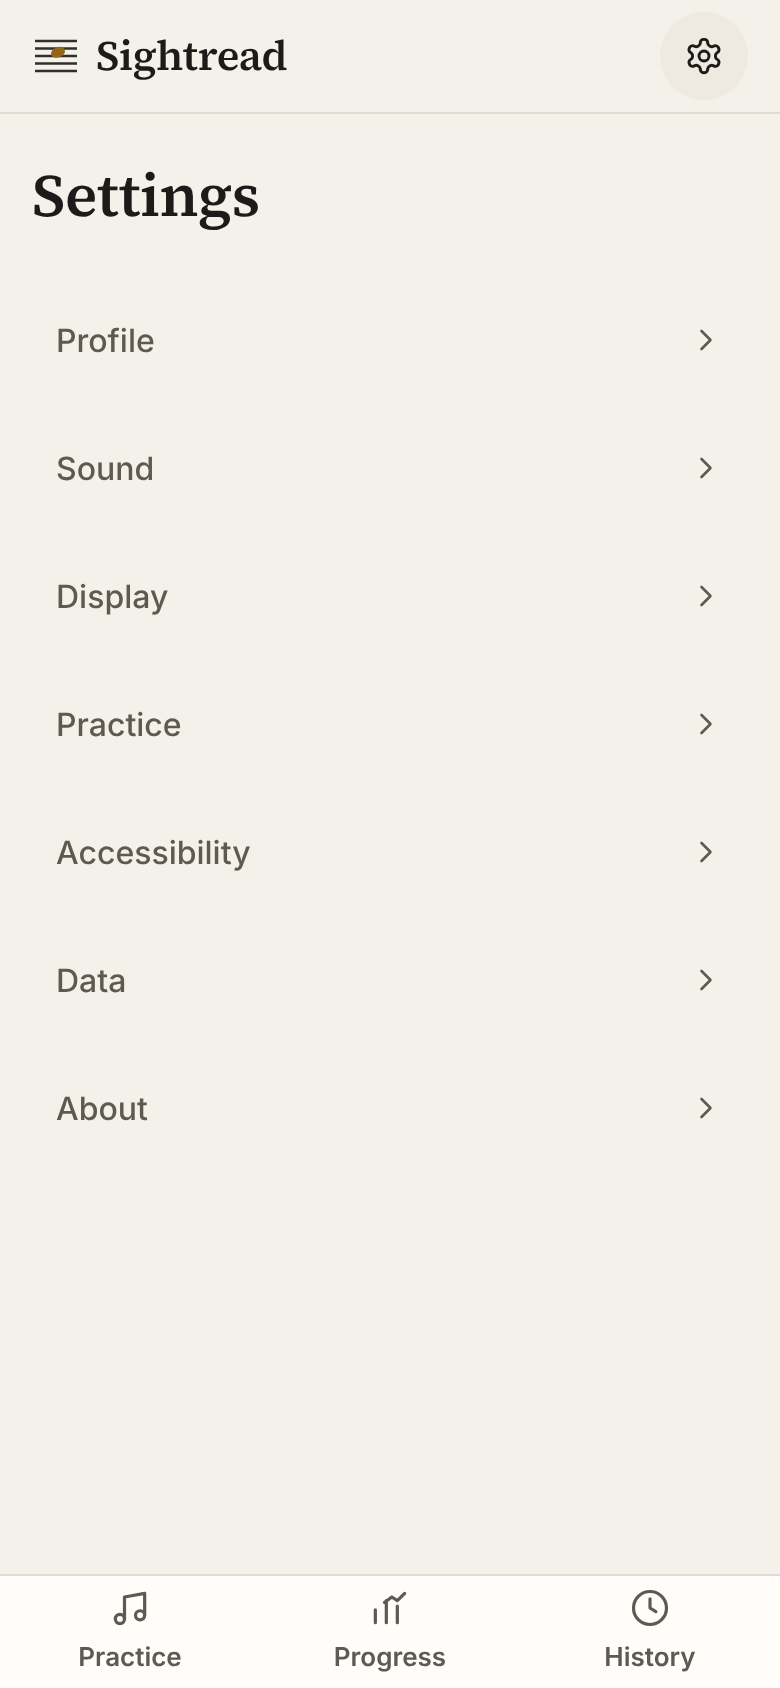 Sightread
Settings
Profile
Sound
Display
Practice
Accessibility
Data
About
Practice
Progress
History